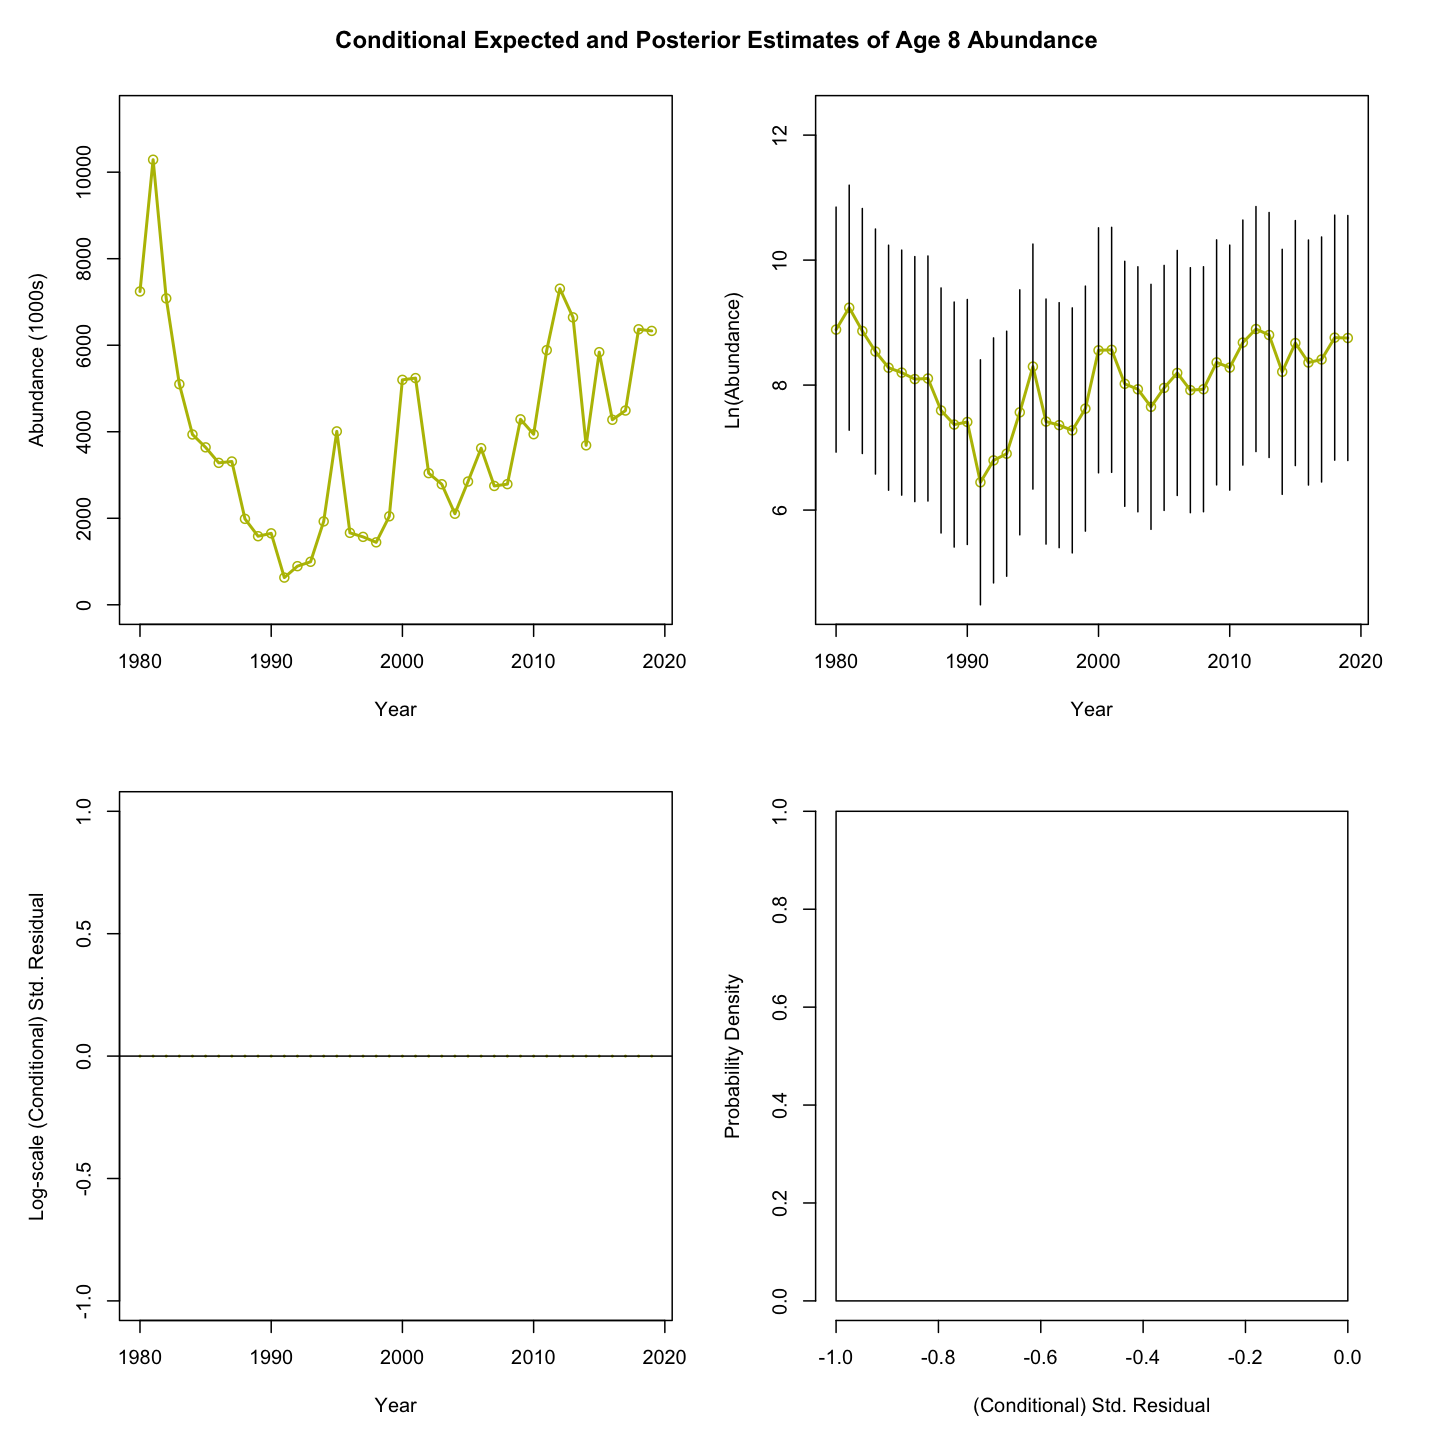 Conditional Expected and Posterior Estimates of Age 8 Abundance
Abundance (1000s)
10000
8000
6000
4000
2000
0
1980 1990 2000 2010 2020
Year
Ln(Abundance)
12
10
8
6
1980 1990 2000 2010 2020
Year
Log-scale (Conditional) Std. Residual
1.0
0.5
0.0
-0.5
-1.0
1980 1990 2000 2010 2020
Year
Probability Density
1.0
0.8
0.6
0.4
0.2
0.0
-1.0 -0.8 -0.6 -0.4 -0.2 0.0
(Conditional) Std. Residual